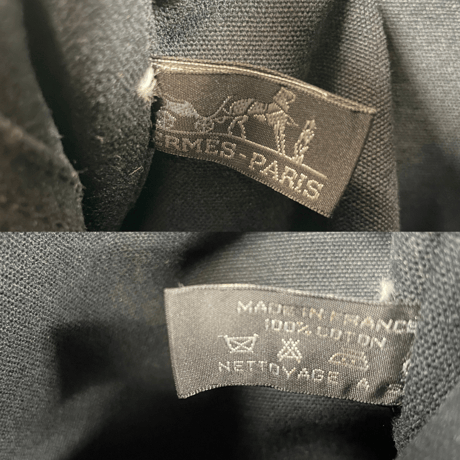 ERMES-PARIS
MADE IN FRANCE
100% COTON
NETTOYAGE A